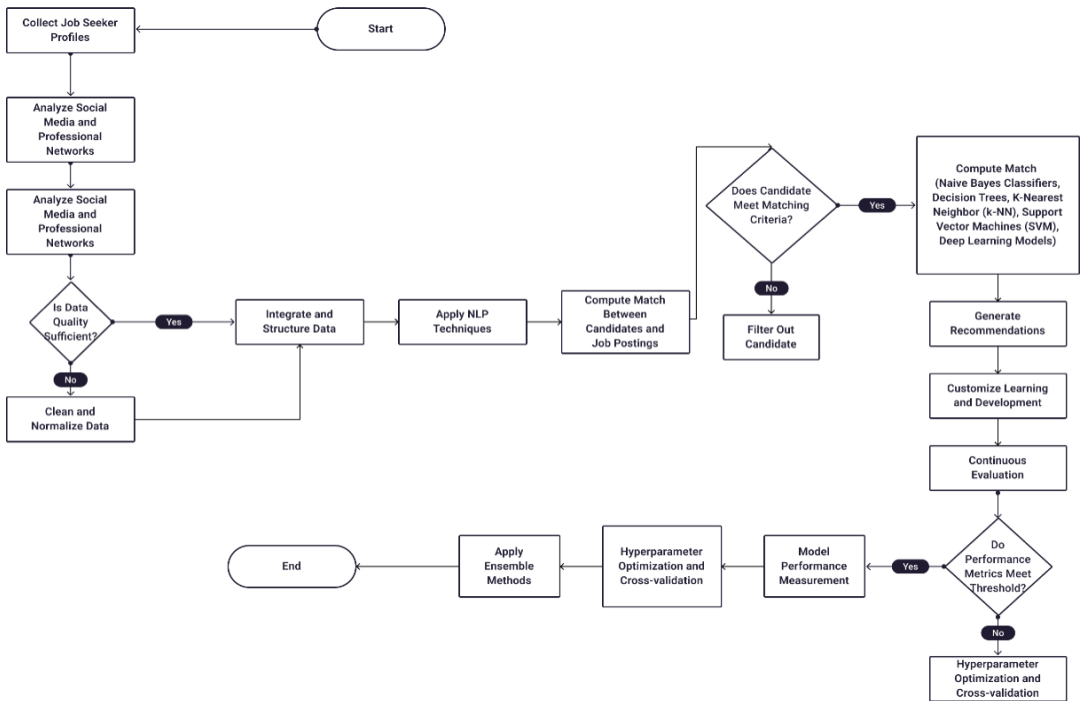 Start
Collect Job Seeker
Profiles
Analyze Social
Media and
Professional
Networks
Analyze Social
Media and
Professional
Networks
Is Data
Quality
Sufficient?
Yes
No
Clean and
Normalize Data
Integrate and
Structure Data
Apply NLP
Techniques
Compute Match
Between
Candidates and
Job Postings
Does Candidate
Meet Matching
Criteria?
Yes
No
Filter Out
Candidate
Compute Match
(Naive Bayes Classifiers,
Decision Trees, K-Nearest
Neighbor (k-NN), Support
Vector Machines (SVM),
Deep Learning Models)
Generate
Recommendations
Customize Learning
and Development
Continuous
Evaluation
Do
Performance
Metrics Meet
Threshold?
Yes
No
Hyperparameter
Optimization and
Cross-validation
Model
Performance
Measurement
Hyperparameter
Optimization and
Cross-validation
Apply
Ensemble
Methods
End